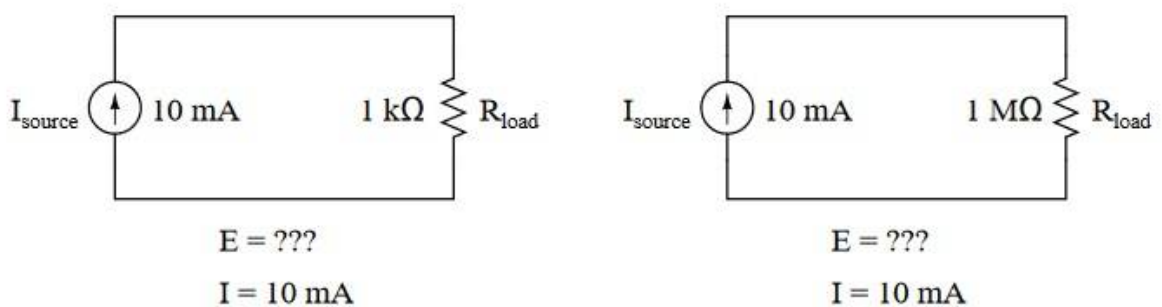 I_source 10 mA 1 kΩ R_load
E = ???
I = 10 mA
I_source 10 mA 1 MΩ R_load
E = ???
I = 10 mA